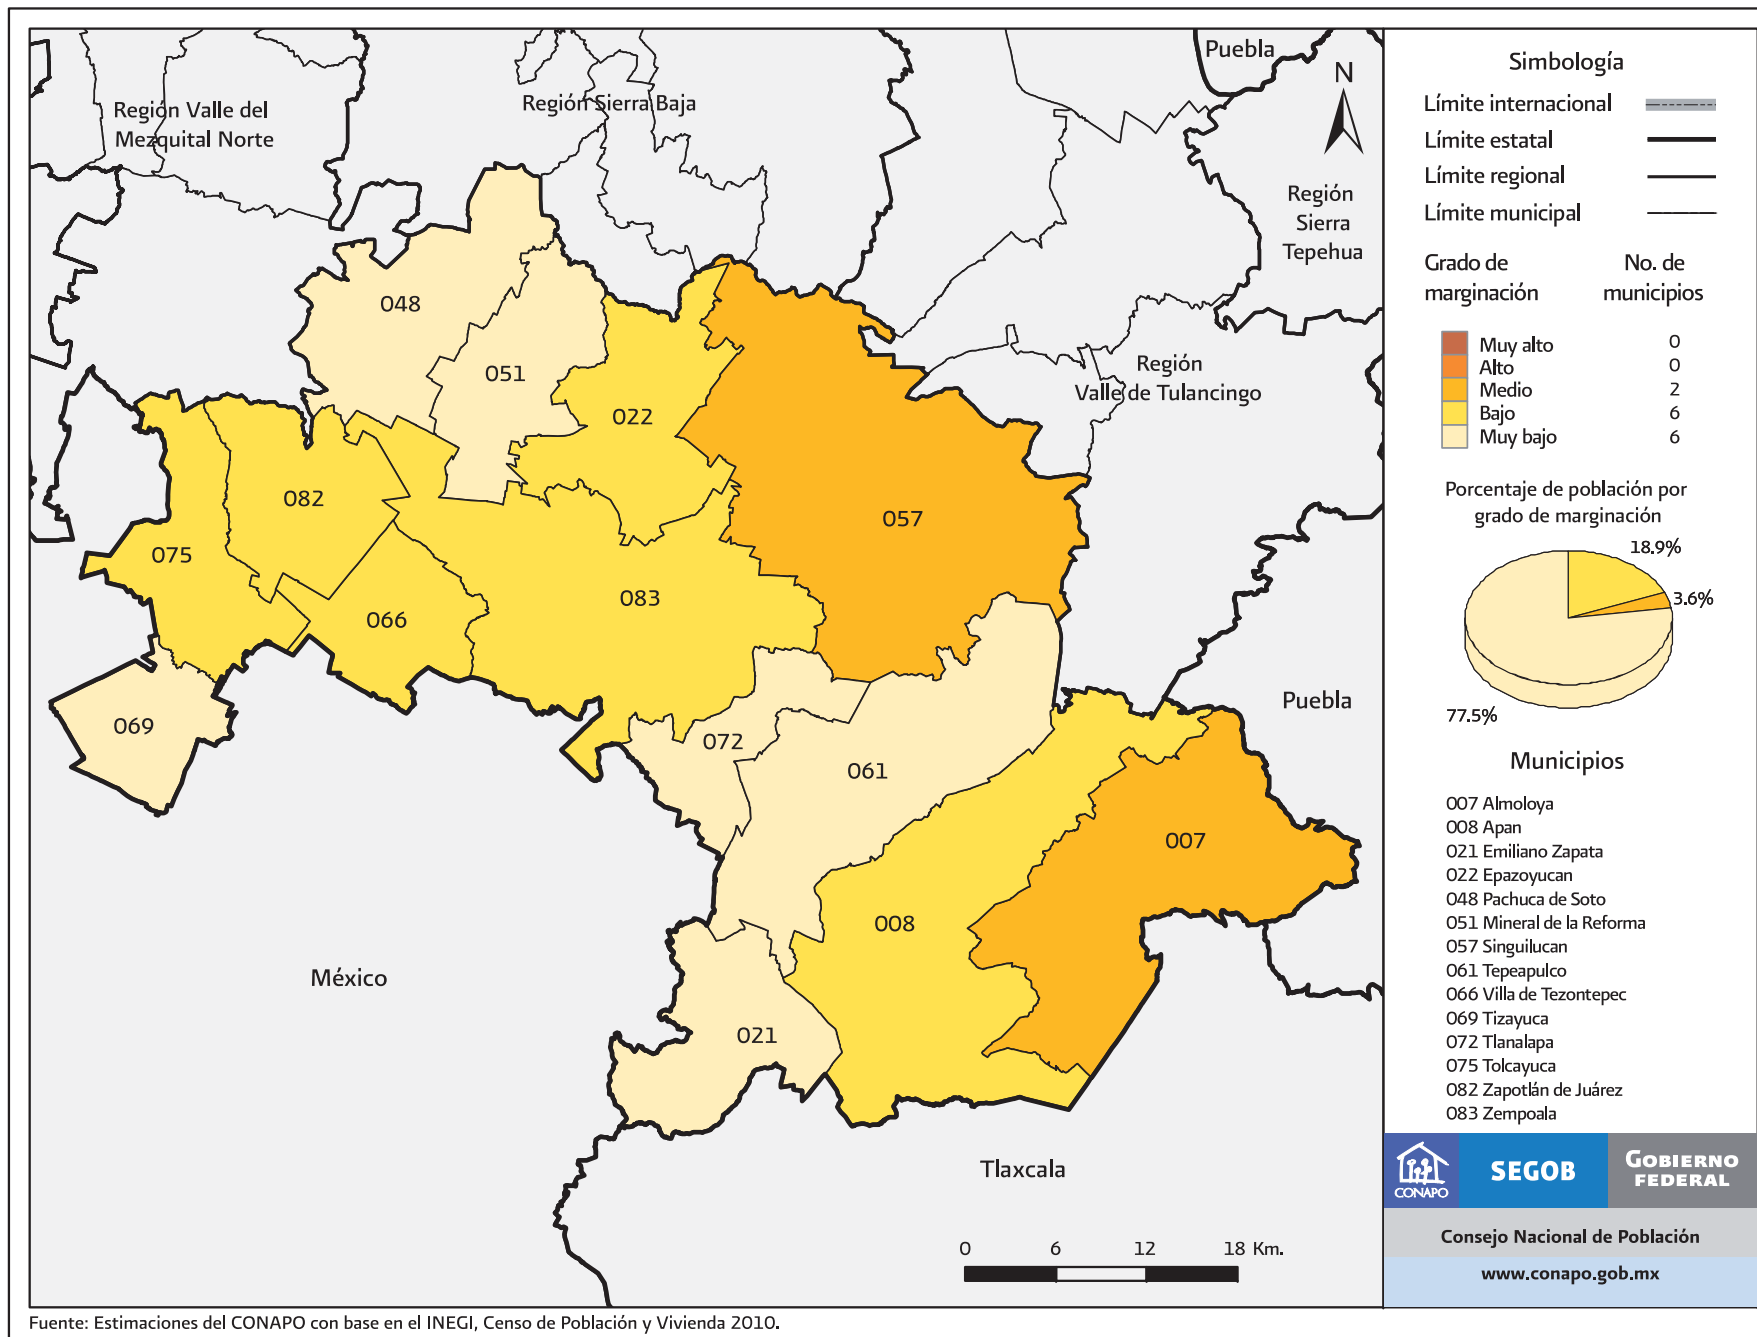 Puebla
N
Región Valle del
Mezquital Norte
Región Sierra Baja
Región
Sierra
Tepehua
048
051
022
Región
Valle de Tulancingo
082
057
075
083
066
069
072
061
Puebla
007
008
México
021
Tlaxcala
0 6 12 18 Km.
Simbología
Límite internacional
Límite estatal
Límite regional
Límite municipal
Grado de
marginación
No. de
municipios
Muy alto 0
Alto 0
Medio 2
Bajo 6
Muy bajo 6
Porcentaje de población por
grado de marginación
18.9%
3.6%
77.5%
Municipios
007 Almoloya
008 Apan
021 Emiliano Zapata
022 Epazoyucan
048 Pachuca de Soto
051 Mineral de la Reforma
057 Singuilucan
061 Tepeapulco
066 Villa de Tezontepec
069 Tizayuca
072 Tlanalapa
075 Tolcayuca
082 Zapotlán de Juárez
083 Zempoala
CONAPO
SEGOB
GOBIERNO
FEDERAL
Consejo Nacional de Población
www.conapo.gob.mx
Fuente: Estimaciones del CONAPO con base en el INEGI, Censo de Población y Vivienda 2010.